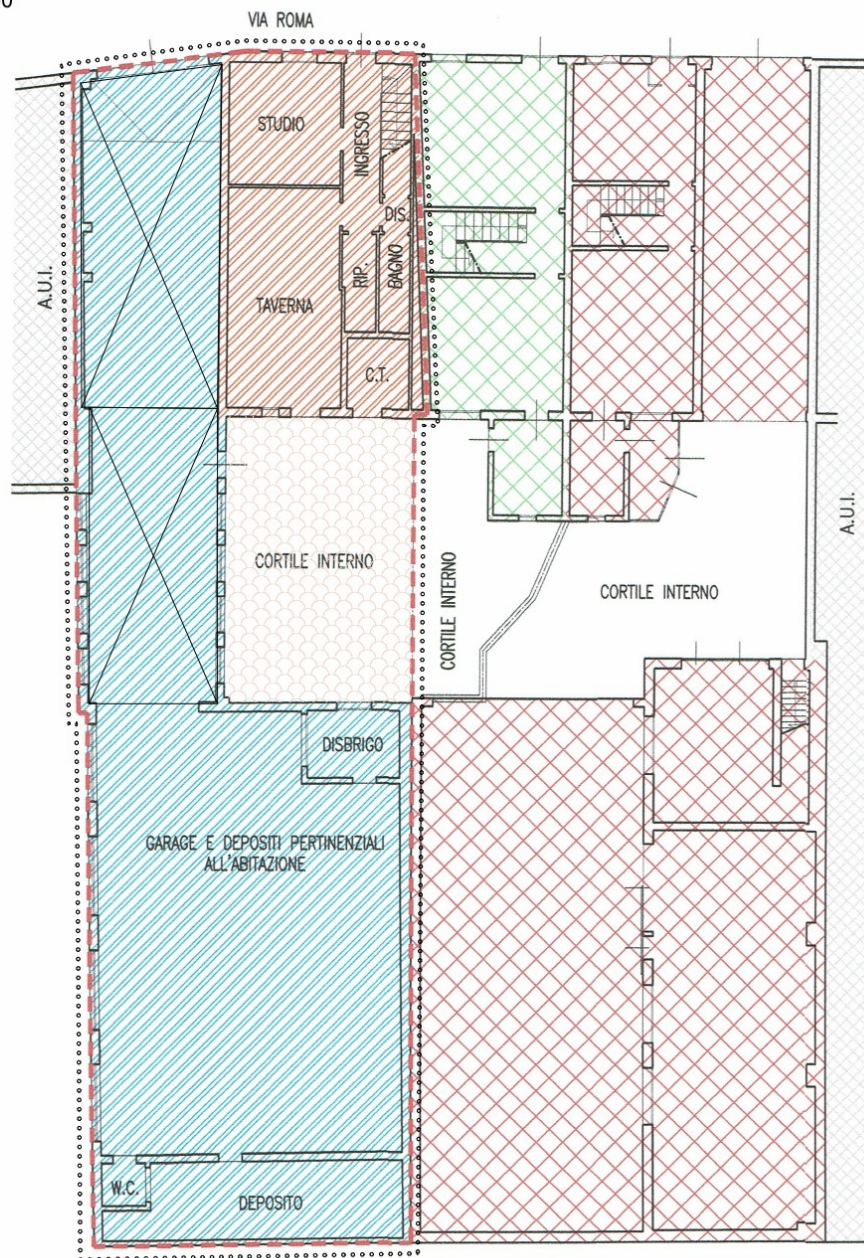 VIA ROMA
STUDIO
INGRESSO
DIS.
A.U.I.
TAVERNA
RIP.
BAGNO
C.T.
A.U.I.
CORTILE INTERNO
CORTILE INTERNO
CORTILE INTERNO
DISBRIGO
GARAGE E DEPOSITI PERTINENZIALI
ALL'ABITAZIONE
W.C.
DEPOSITO